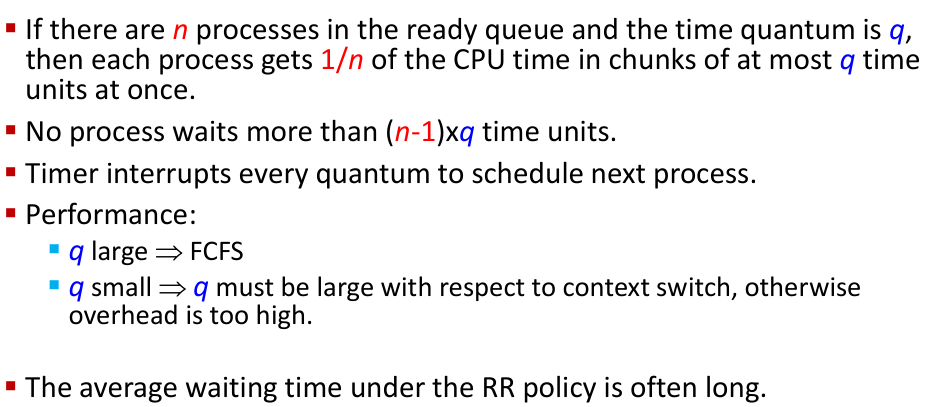 ▪ If there are n processes in the ready queue and the time quantum is q,
then each process gets 1/n of the CPU time in chunks of at most q time
units at once.
▪ No process waits more than (n-1)xq time units.
▪ Timer interrupts every quantum to schedule next process.
▪ Performance:
▪ q large ⇒ FCFS
▪ q small ⇒ q must be large with respect to context switch, otherwise
overhead is too high.
▪ The average waiting time under the RR policy is often long.